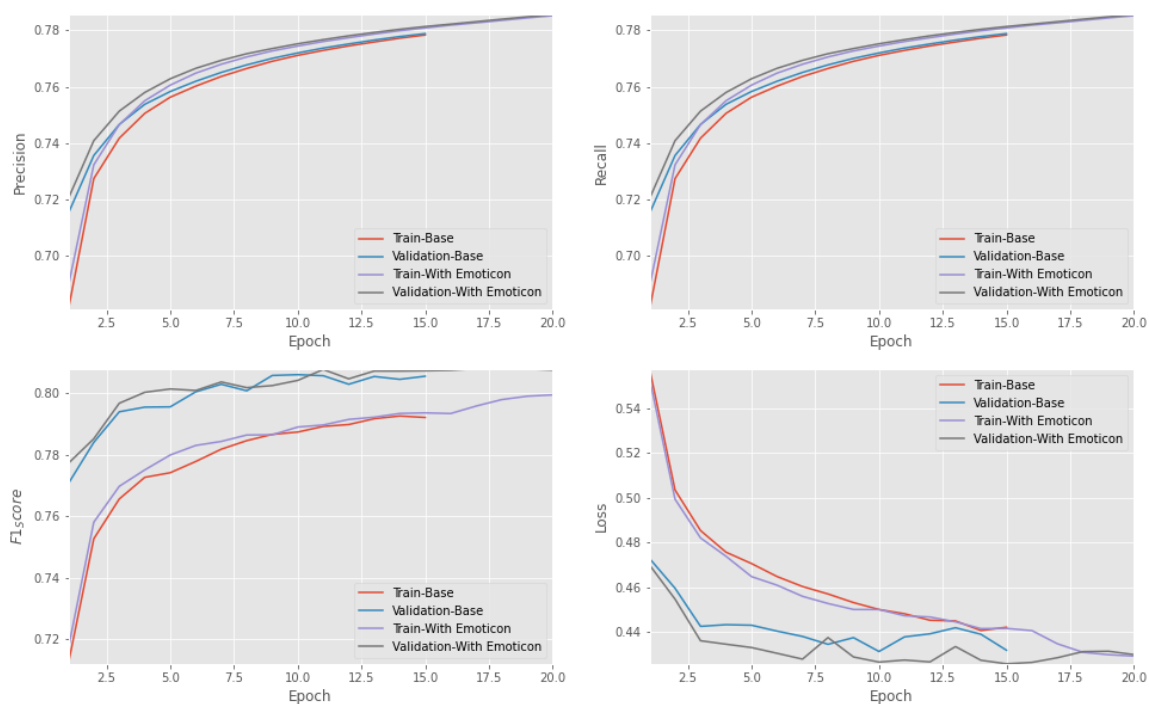 0.78
0.76
0.74
0.72
0.70
Precision
Train-Base
Validation-Base
Train-With Emoticon
Validation-With Emoticon
2.5 5.0 7.5 10.0 12.5 15.0 17.5 20.0
Epoch
0.78
0.76
0.74
0.72
0.70
Recall
Train-Base
Validation-Base
Train-With Emoticon
Validation-With Emoticon
2.5 5.0 7.5 10.0 12.5 15.0 17.5 20.0
Epoch
0.80
0.78
0.76
0.74
0.72
F1score
Train-Base
Validation-Base
Train-With Emoticon
Validation-With Emoticon
2.5 5.0 7.5 10.0 12.5 15.0 17.5 20.0
Epoch
0.54
0.52
0.50
0.48
0.46
0.44
Loss
Train-Base
Validation-Base
Train-With Emoticon
Validation-With Emoticon
2.5 5.0 7.5 10.0 12.5 15.0 17.5 20.0
Epoch